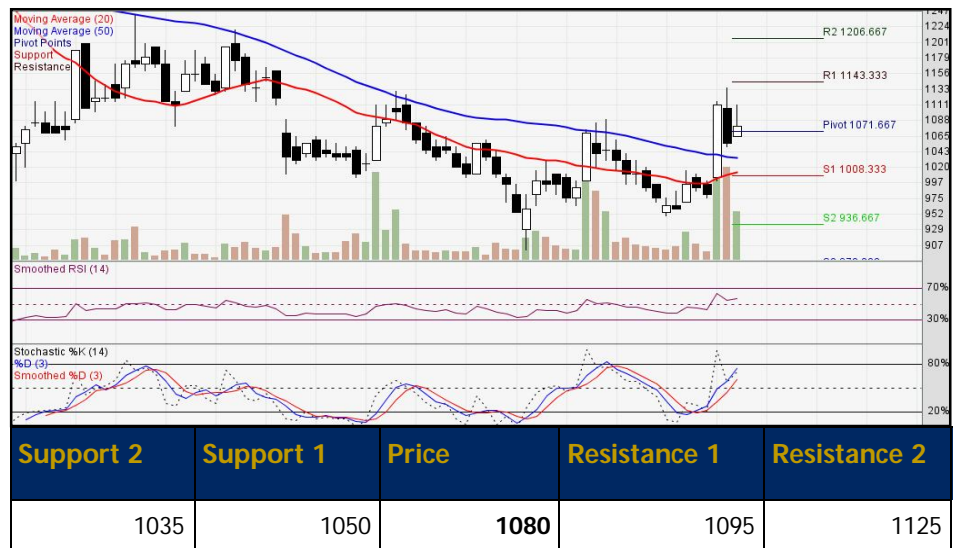 Moving Average (20)
Moving Average (50)
Pivot Points
Support
Resistance
1247
1224
1201
1179
1156
1133
1111
1088
1065
1043
1020
997
975
952
929
907
R2 1206.667
R1 1143.333
Pivot 1071.667
S1 1008.333
S2 936.667
Smoothed RSI (14)
70%
30%
Stochastic %K (14)
%D (3)
Smoothed %D (3)
80%
20%
Support 2 Support 1 Price Resistance 1 Resistance 2
1035 1050 1080 1095 1125